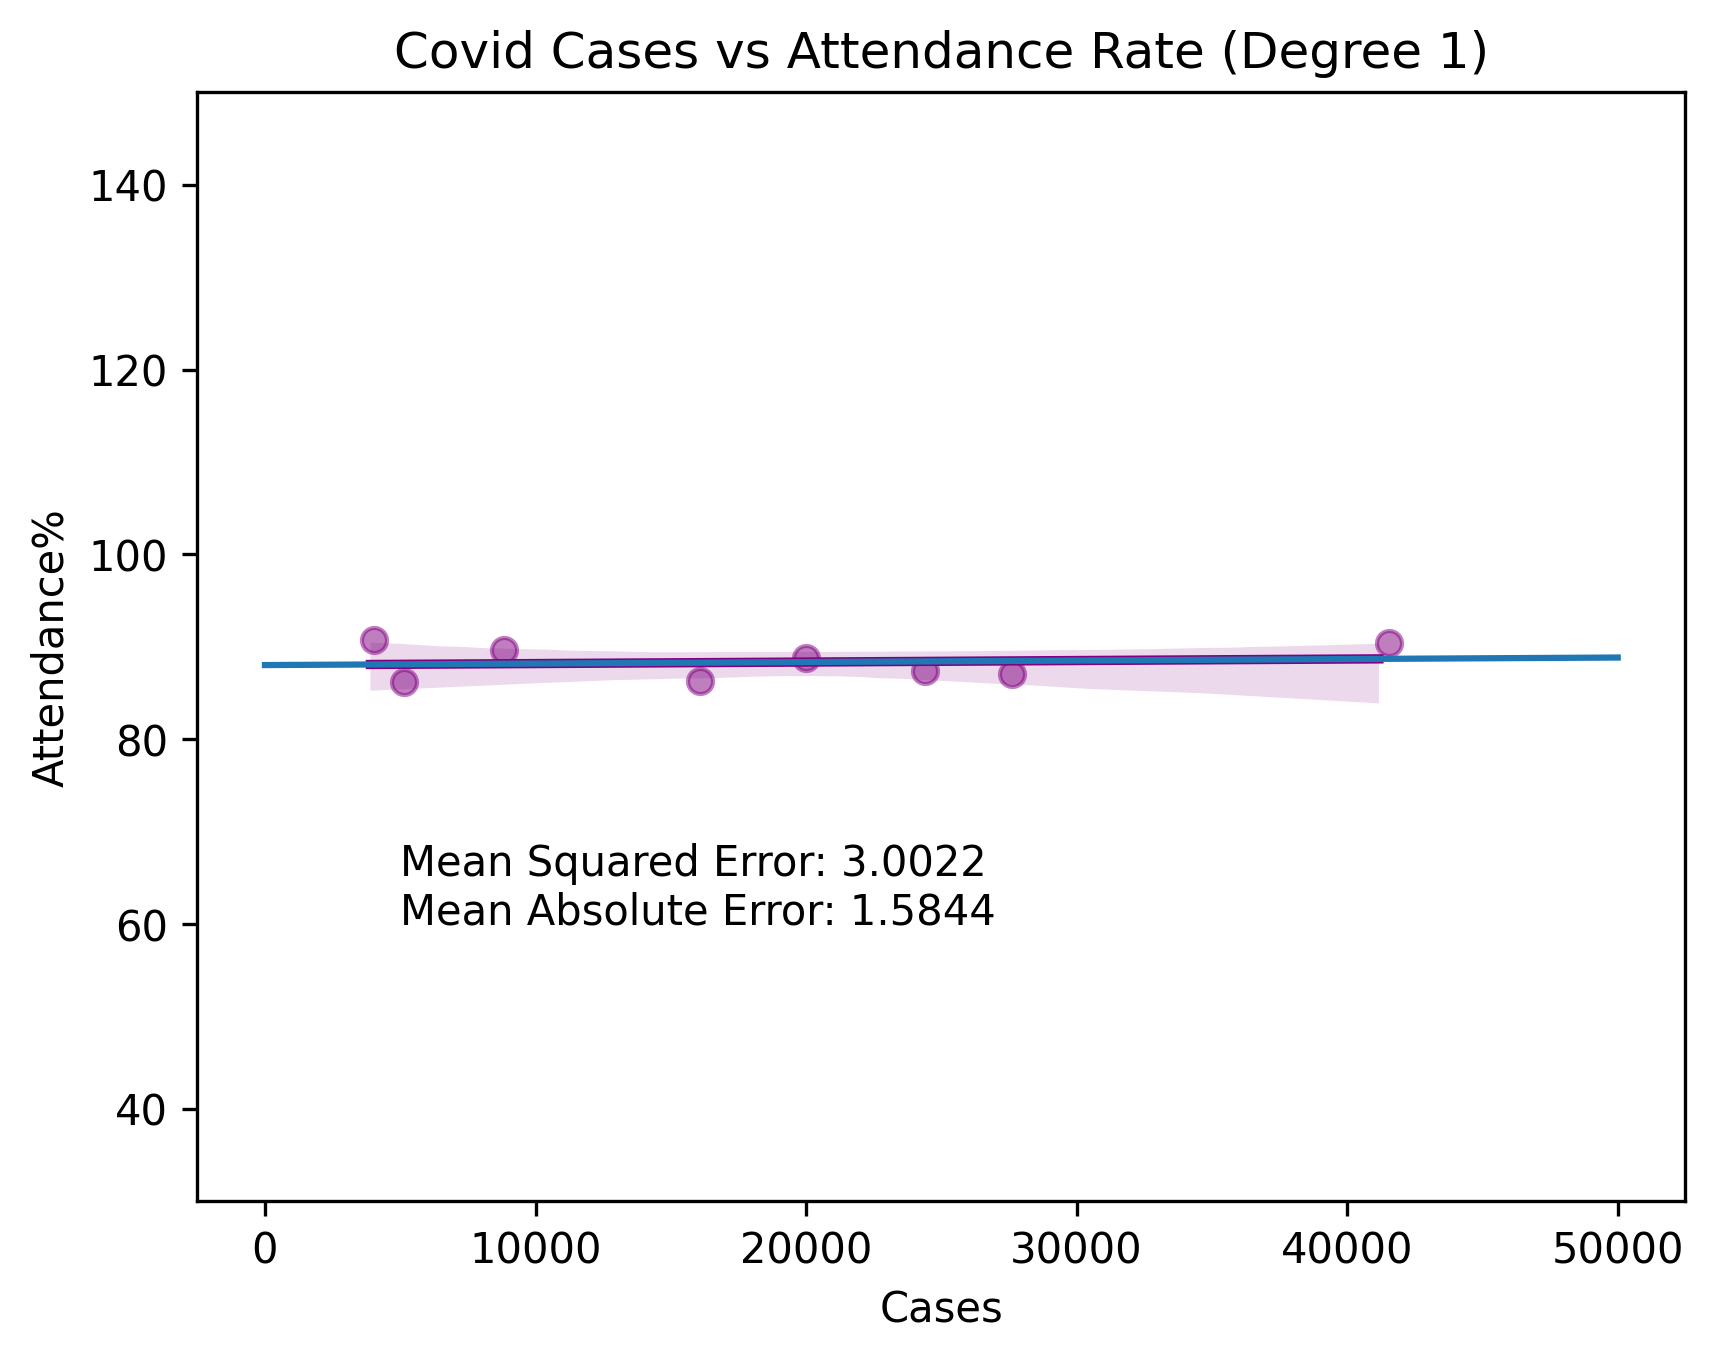 Covid Cases vs Attendance Rate (Degree 1)
140
120
100
80
60
40
Attendance%
Mean Squared Error: 3.0022
Mean Absolute Error: 1.5844
0 10000 20000 30000 40000 50000
Cases